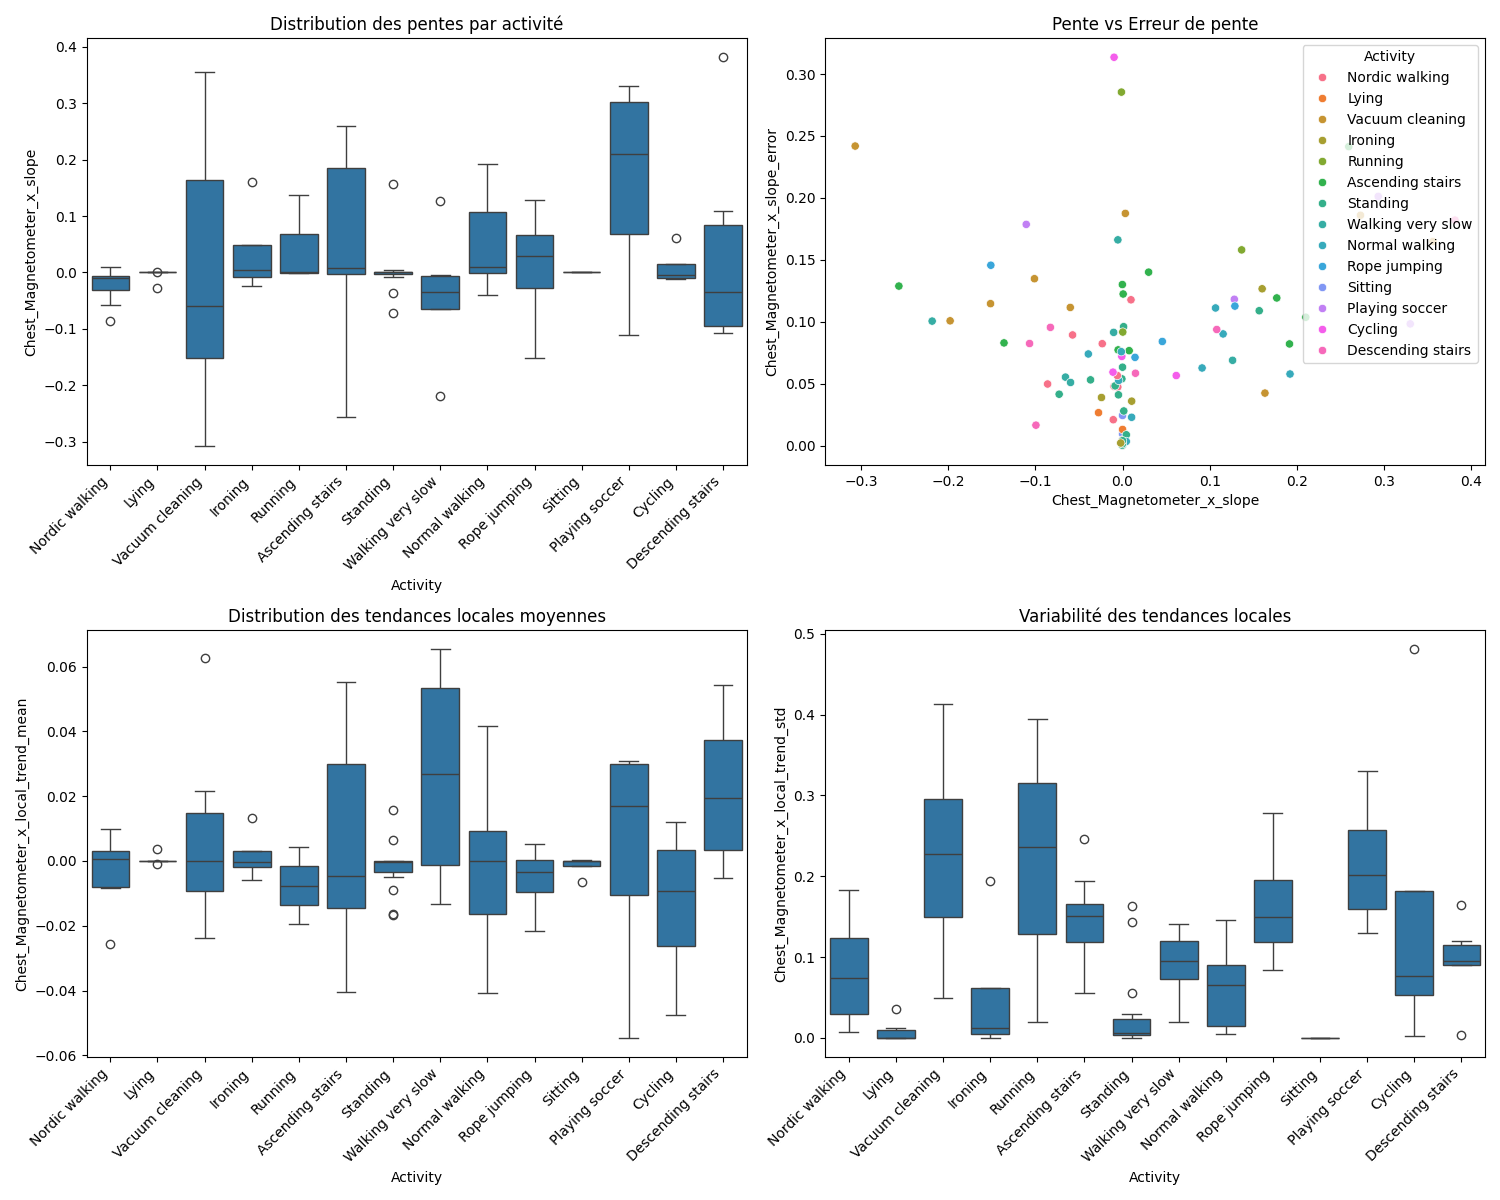 Distribution des pentes par activité
Chest_Magnetometer_x_slope
0.4
0.3
0.2
0.1
0.0
−0.1
−0.2
−0.3
Nordic walking
Lying
Vacuum cleaning
Ironing
Running
Ascending stairs
Standing
Walking very slow
Normal walking
Rope jumping
Sitting
Playing soccer
Cycling
Descending stairs
Activity
Pente vs Erreur de pente
Chest_Magnetometer_x_slope_error
0.30
0.25
0.20
0.15
0.10
0.05
0.00
−0.3
−0.2
−0.1
0.0
0.1
0.2
0.3
0.4
Chest_Magnetometer_x_slope
Activity
Nordic walking
Lying
Vacuum cleaning
Ironing
Running
Ascending stairs
Standing
Walking very slow
Normal walking
Rope jumping
Sitting
Playing soccer
Cycling
Descending stairs
Distribution des tendances locales moyennes
Chest_Magnetometer_x_local_trend_mean
0.06
0.04
0.02
0.00
−0.02
−0.04
−0.06
Nordic walking
Lying
Vacuum cleaning
Ironing
Running
Ascending stairs
Standing
Walking very slow
Normal walking
Rope jumping
Sitting
Playing soccer
Cycling
Descending stairs
Activity
Variabilité des tendances locales
Chest_Magnetometer_x_local_trend_std
0.5
0.4
0.3
0.2
0.1
0.0
Nordic walking
Lying
Vacuum cleaning
Ironing
Running
Ascending stairs
Standing
Walking very slow
Normal walking
Rope jumping
Sitting
Playing soccer
Cycling
Descending stairs
Activity